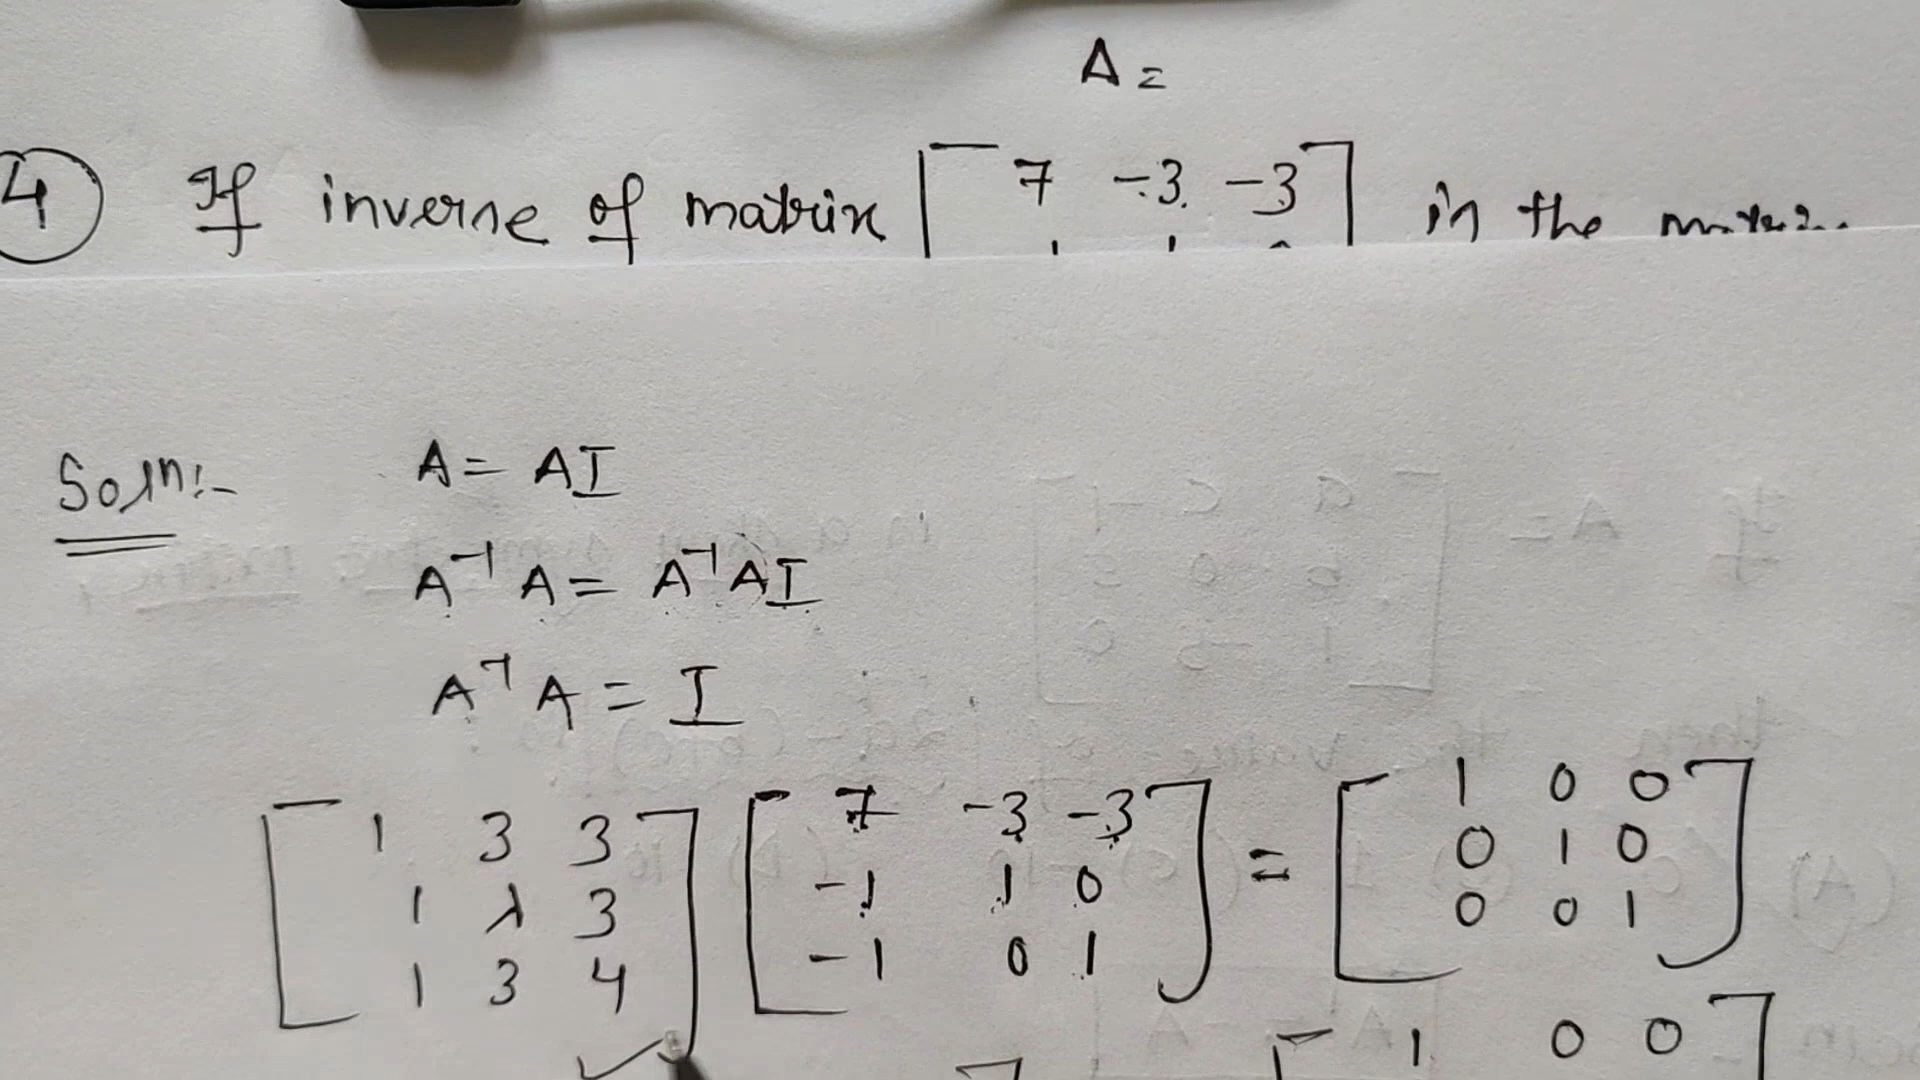 A =
4 If inverse of matrix [ 7 -3 -3 ] in the
Soln:-
A = AI
A⁻¹ A = A⁻¹AI
A⁻¹ A = I
[ 1 3 3 ] [ 7 -3 -3 ] = [ 1 0 0 ]
[ 1 λ 3 ] [ -1 1 0 ] [ 0 1 0 ]
[ 1 3 4 ] [ -1 0 1 ] [ 0 0 1 ]
[ 1 0 0 ]